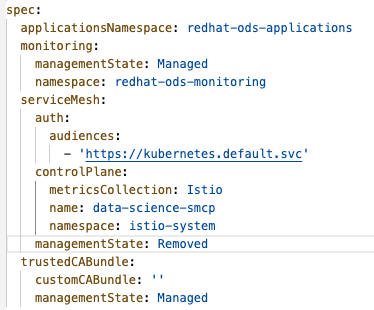 spec:
  applicationsNamespace: redhat-ods-applications
  monitoring:
    managementState: Managed
    namespace: redhat-ods-monitoring
  serviceMesh:
    auth:
      audiences:
        - 'https://kubernetes.default.svc'
    controlPlane:
      metricsCollection: Istio
      name: data-science-smcp
      namespace: istio-system
    managementState: Removed
  trustedCABundle:
    customCABundle: ''
    managementState: Managed